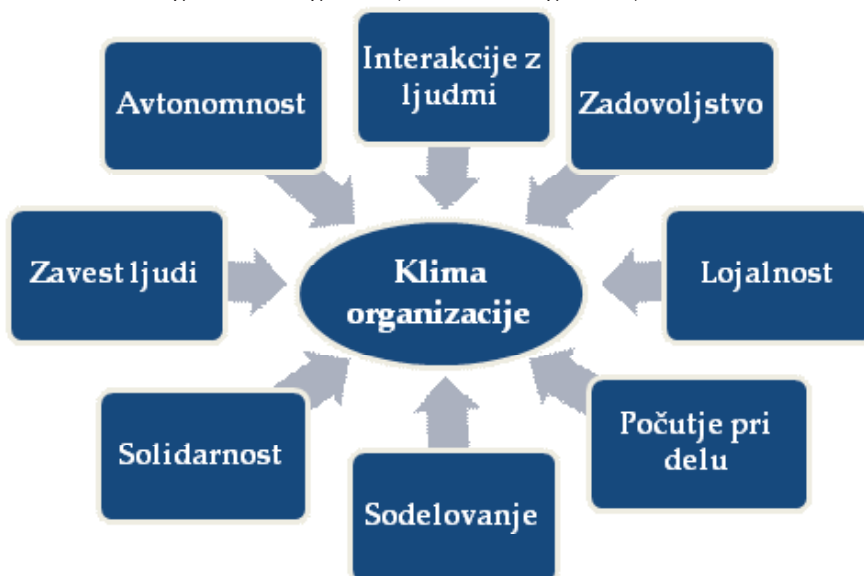 Interakcije z
ljudmi
Avtonomnost
Zadovoljstvo
Zavest ljudi
Klima
organizacije
Lojalnost
Solidarnost
Počutje pri
delu
Sodelovanje